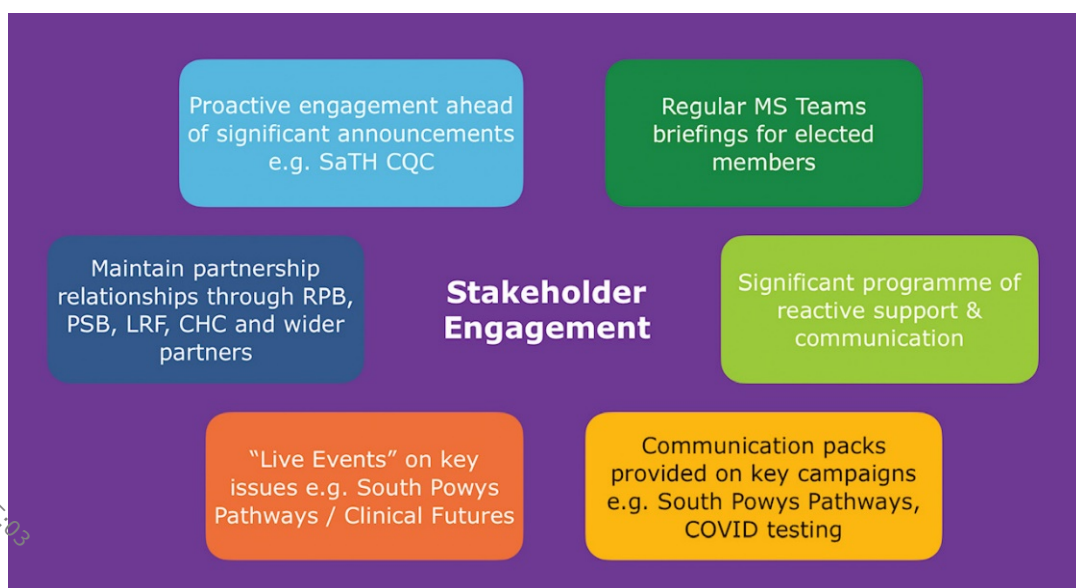 Proactive engagement ahead
of significant announcements
e.g. SaTH CQC
Regular MS Teams
briefings for elected
members
Maintain partnership
relationships through RPB,
PSB, LRF, CHC and wider
partners
Stakeholder
Engagement
Significant programme of
reactive support &
communication
“Live Events” on key
issues e.g. South Powys
Pathways / Clinical Futures
Communication packs
provided on key campaigns
e.g. South Powys Pathways,
COVID testing
:03